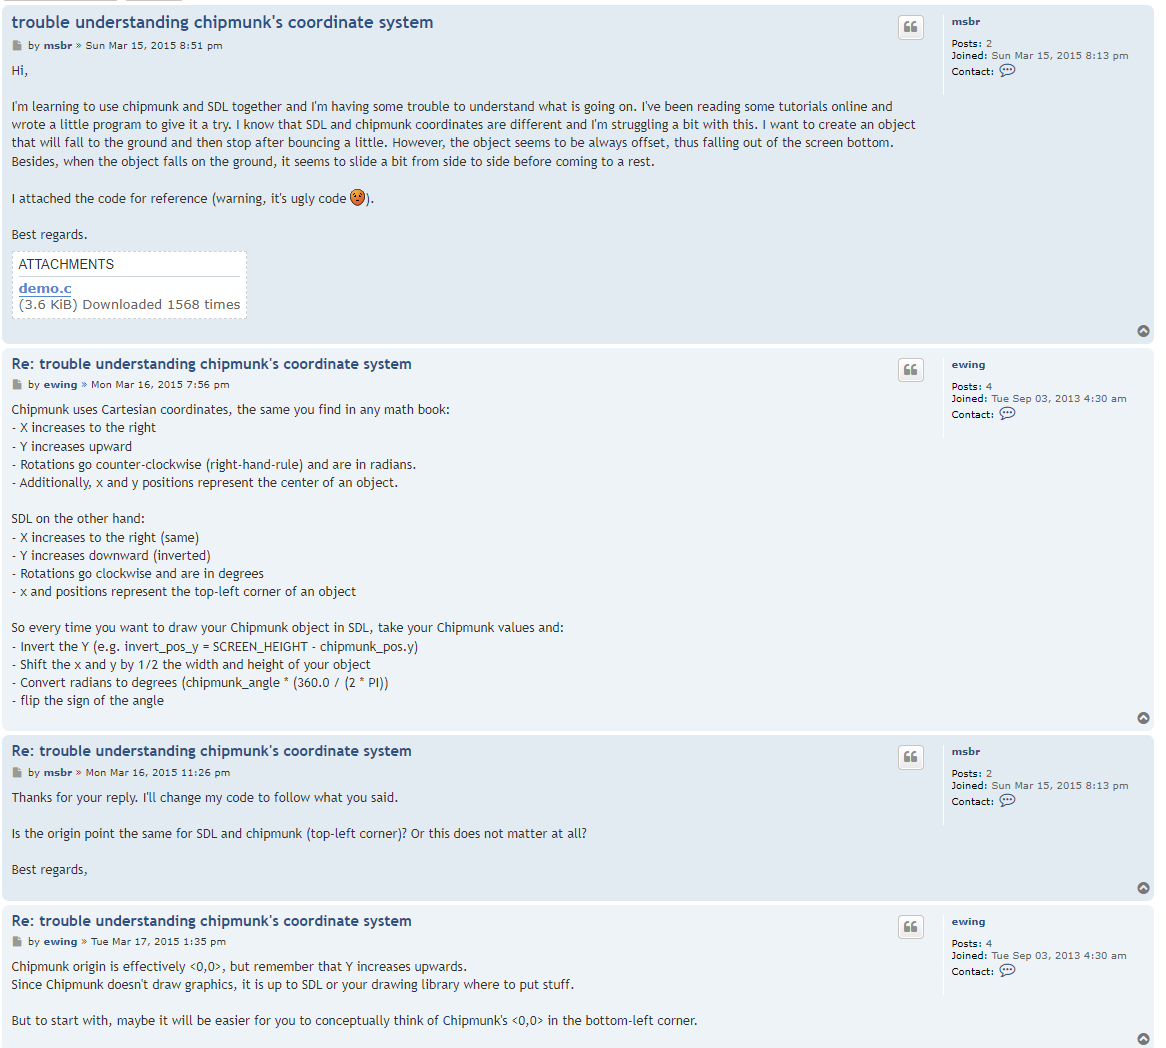 trouble understanding chipmunk's coordinate system
by msbr » Sun Mar 15, 2015 8:51 pm
msbr
Posts: 2
Joined: Sun Mar 15, 2015 8:13 pm
Contact:
Hi,
I'm learning to use chipmunk and SDL together and I'm having some trouble to understand what is going on. I've been reading some tutorials online and
wrote a little program to give it a try. I know that SDL and chipmunk coordinates are different and I'm struggling a bit with this. I want to create an object
that will fall to the ground and then stop after bouncing a little. However, the object seems to be always offset, thus falling out of the screen bottom.
Besides, when the object falls on the ground, it seems to slide a bit from side to side before coming to a rest.
I attached the code for reference (warning, it's ugly code ).
Best regards.
ATTACHMENTS
demo.c
(3.6 KiB) Downloaded 1568 times
Re: trouble understanding chipmunk's coordinate system
by ewing » Mon Mar 16, 2015 7:56 pm
ewing
Posts: 4
Joined: Tue Sep 03, 2013 4:30 am
Contact:
Chipmunk uses Cartesian coordinates, the same you find in any math book:
- X increases to the right
- Y increases upward
- Rotations go counter-clockwise (right-hand-rule) and are in radians.
- Additionally, x and y positions represent the center of an object.
SDL on the other hand:
- X increases to the right (same)
- Y increases downward (inverted)
- Rotations go clockwise and are in degrees
- x and positions represent the top-left corner of an object
So every time you want to draw your Chipmunk object in SDL, take your Chipmunk values and:
- Invert the Y (e.g. invert_pos_y = SCREEN_HEIGHT - chipmunk_pos.y)
- Shift the x and y by 1/2 the width and height of your object
- Convert radians to degrees (chipmunk_angle * (360.0 / (2 * PI))
- flip the sign of the angle
Re: trouble understanding chipmunk's coordinate system
by msbr » Mon Mar 16, 2015 11:26 pm
msbr
Posts: 2
Joined: Sun Mar 15, 2015 8:13 pm
Contact:
Thanks for your reply. I'll change my code to follow what you said.
Is the origin point the same for SDL and chipmunk (top-left corner)? Or this does not matter at all?
Best regards,
Re: trouble understanding chipmunk's coordinate system
by ewing » Tue Mar 17, 2015 1:35 pm
ewing
Posts: 4
Joined: Tue Sep 03, 2013 4:30 am
Contact:
Chipmunk origin is effectively <0,0>, but remember that Y increases upwards.
Since Chipmunk doesn't draw graphics, it is up to SDL or your drawing library where to put stuff.
But to start with, maybe it will be easier for you to conceptually think of Chipmunk's <0,0> in the bottom-left corner.